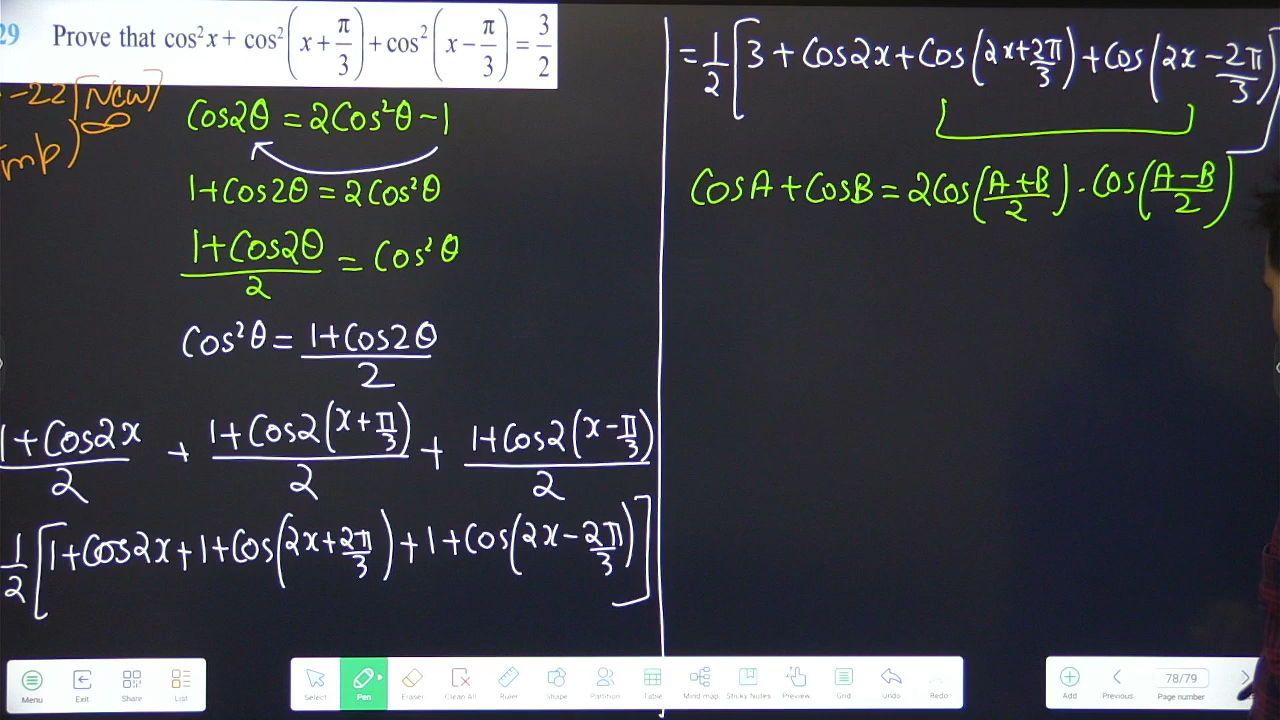 29 Prove that cos²x + cos²(x + π/3) + cos²(x − π/3) = 3/2
-22 [New]
mp)
Cos2θ = 2Cos²θ − 1
1 + Cos2θ = 2Cos²θ
(1 + Cos2θ)/2 = Cos²θ
Cos²θ = (1 + Cos2θ)/2
(1 + Cos2x)/2 + (1 + Cos2(x + π/3))/2 + (1 + Cos2(x − π/3))/2
1/2 [1 + Cos2x + 1 + Cos(2x + 2π/3) + 1 + Cos(2x − 2π/3)]
= 1/2 [3 + Cos2x + Cos(2x + 2π/3) + Cos(2x − 2π/3)]
CosA + CosB = 2Cos((A + B)/2) · Cos((A − B)/2)
Menu Exit Share List
Select Pen Eraser Clean All Ruler Shape Partition Table Mind map Sticky Notes Preview Grid Undo Redo
Add Previous 78/79 Page number